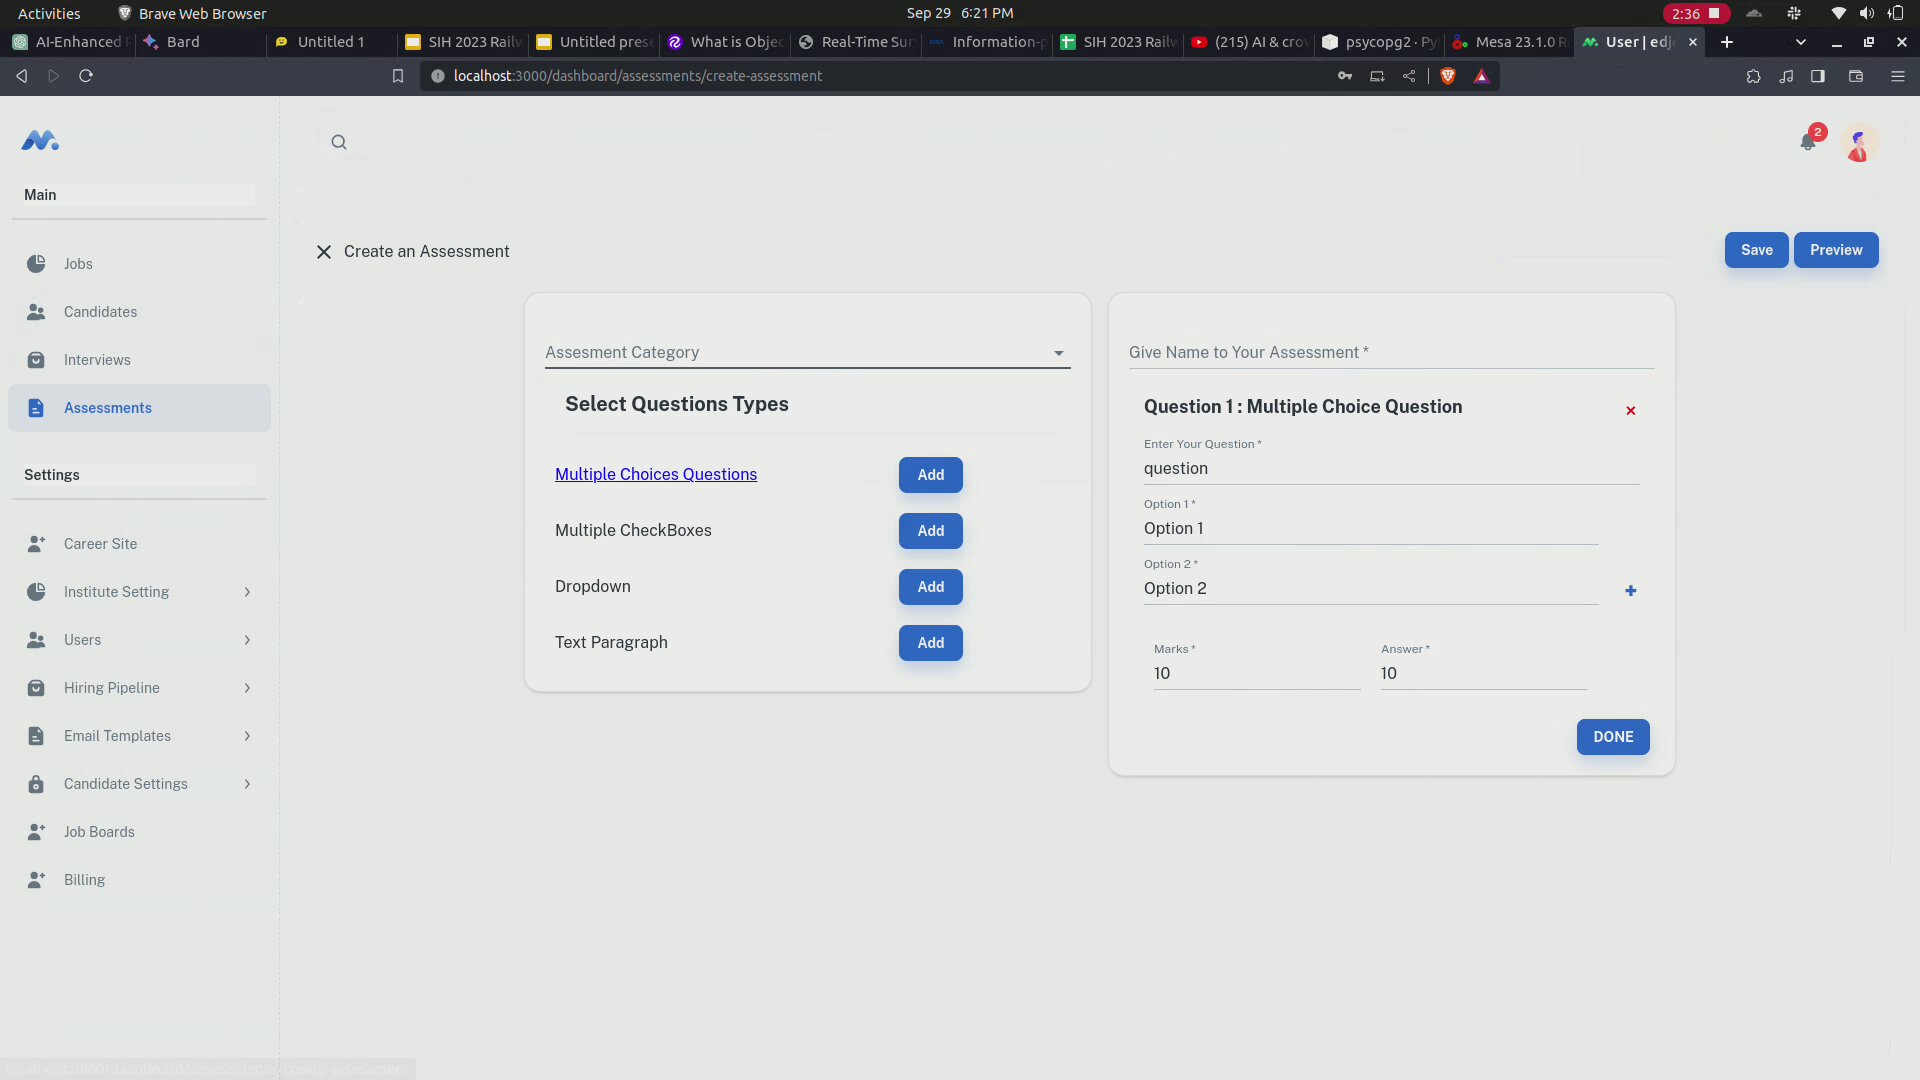 Activities
Brave Web Browser
Sep 29 6:21 PM
2:36
AI-Enhanced
Bard
Untitled 1
SIH 2023 Railw
Untitled prese
What is Objec
Real-Time Sur
Information-p
SIH 2023 Railw
(215) AI & crow
psycopg2 · Py
Mesa 23.1.0 R
User | edj
localhost:3000/dashboard/assessments/create-assessment
2
Main
Jobs
Candidates
Interviews
Assessments
Settings
Career Site
Institute Setting
Users
Hiring Pipeline
Email Templates
Candidate Settings
Job Boards
Billing
Create an Assessment
Save
Preview
Assesment Category
Select Questions Types
Multiple Choices Questions
Add
Multiple CheckBoxes
Add
Dropdown
Add
Text Paragraph
Add
Give Name to Your Assessment *
Question 1 : Multiple Choice Question
Enter Your Question *
question
Option 1 *
Option 1
Option 2 *
Option 2
Marks *
10
Answer *
10
DONE
localhost:3000/dashboard/assessments/create-assessment